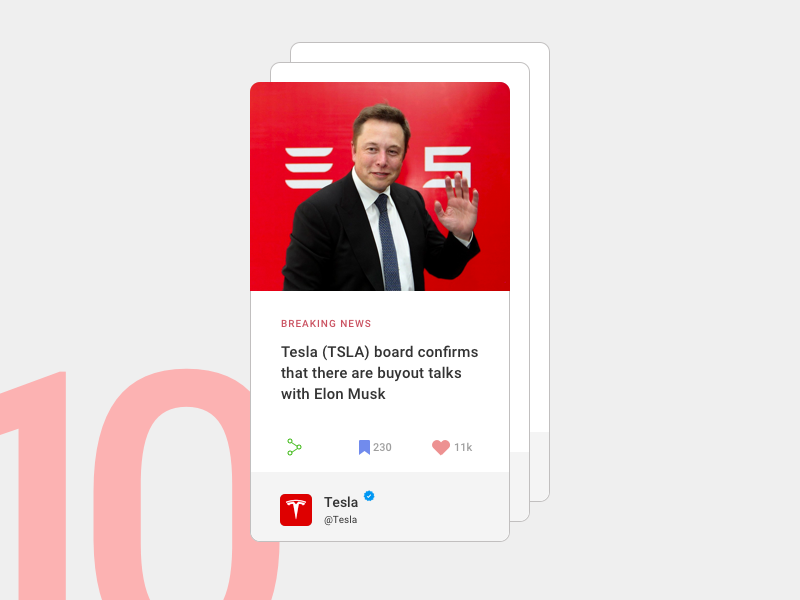 E S
BREAKING NEWS
Tesla (TSLA) board confirms
that there are buyout talks
with Elon Musk
230
11k
Tesla
@Tesla
10